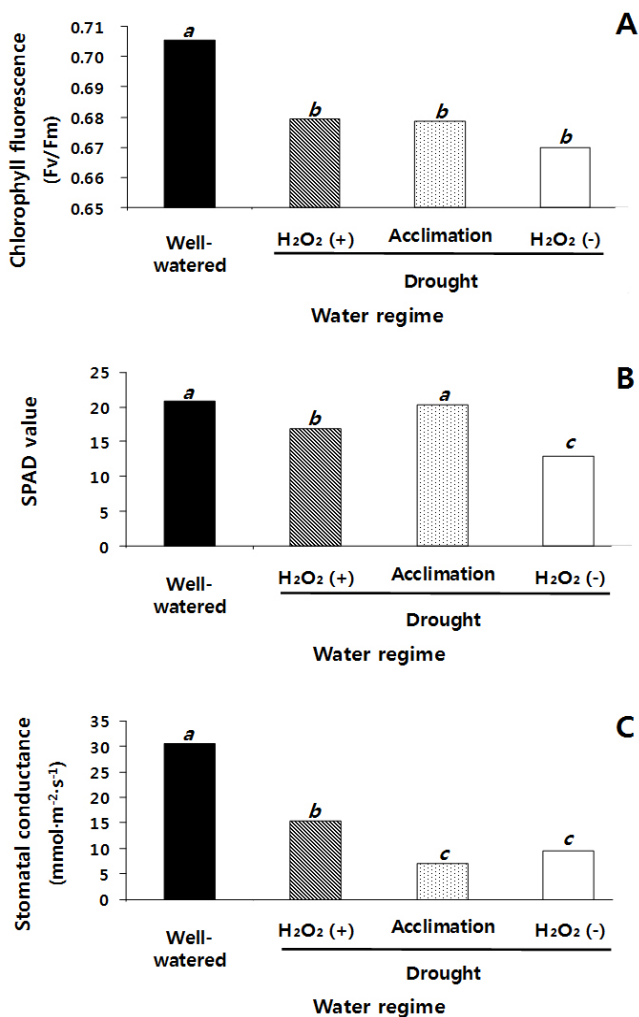 A
Chlorophyll fluorescence
(Fv/Fm)
0.71
0.70
0.69
0.68
0.67
0.66
0.65
a
b
b
b
Well-
watered
H₂O₂ (+)
Acclimation
H₂O₂ (-)
Drought
Water regime
B
SPAD value
25
20
15
10
5
0
a
b
a
c
Well-
watered
H₂O₂ (+)
Acclimation
H₂O₂ (-)
Drought
Water regime
C
Stomatal conductance
(mmol·m⁻²·s⁻¹)
35
30
25
20
15
10
5
0
a
b
c
c
Well-
watered
H₂O₂ (+)
Acclimation
H₂O₂ (-)
Drought
Water regime